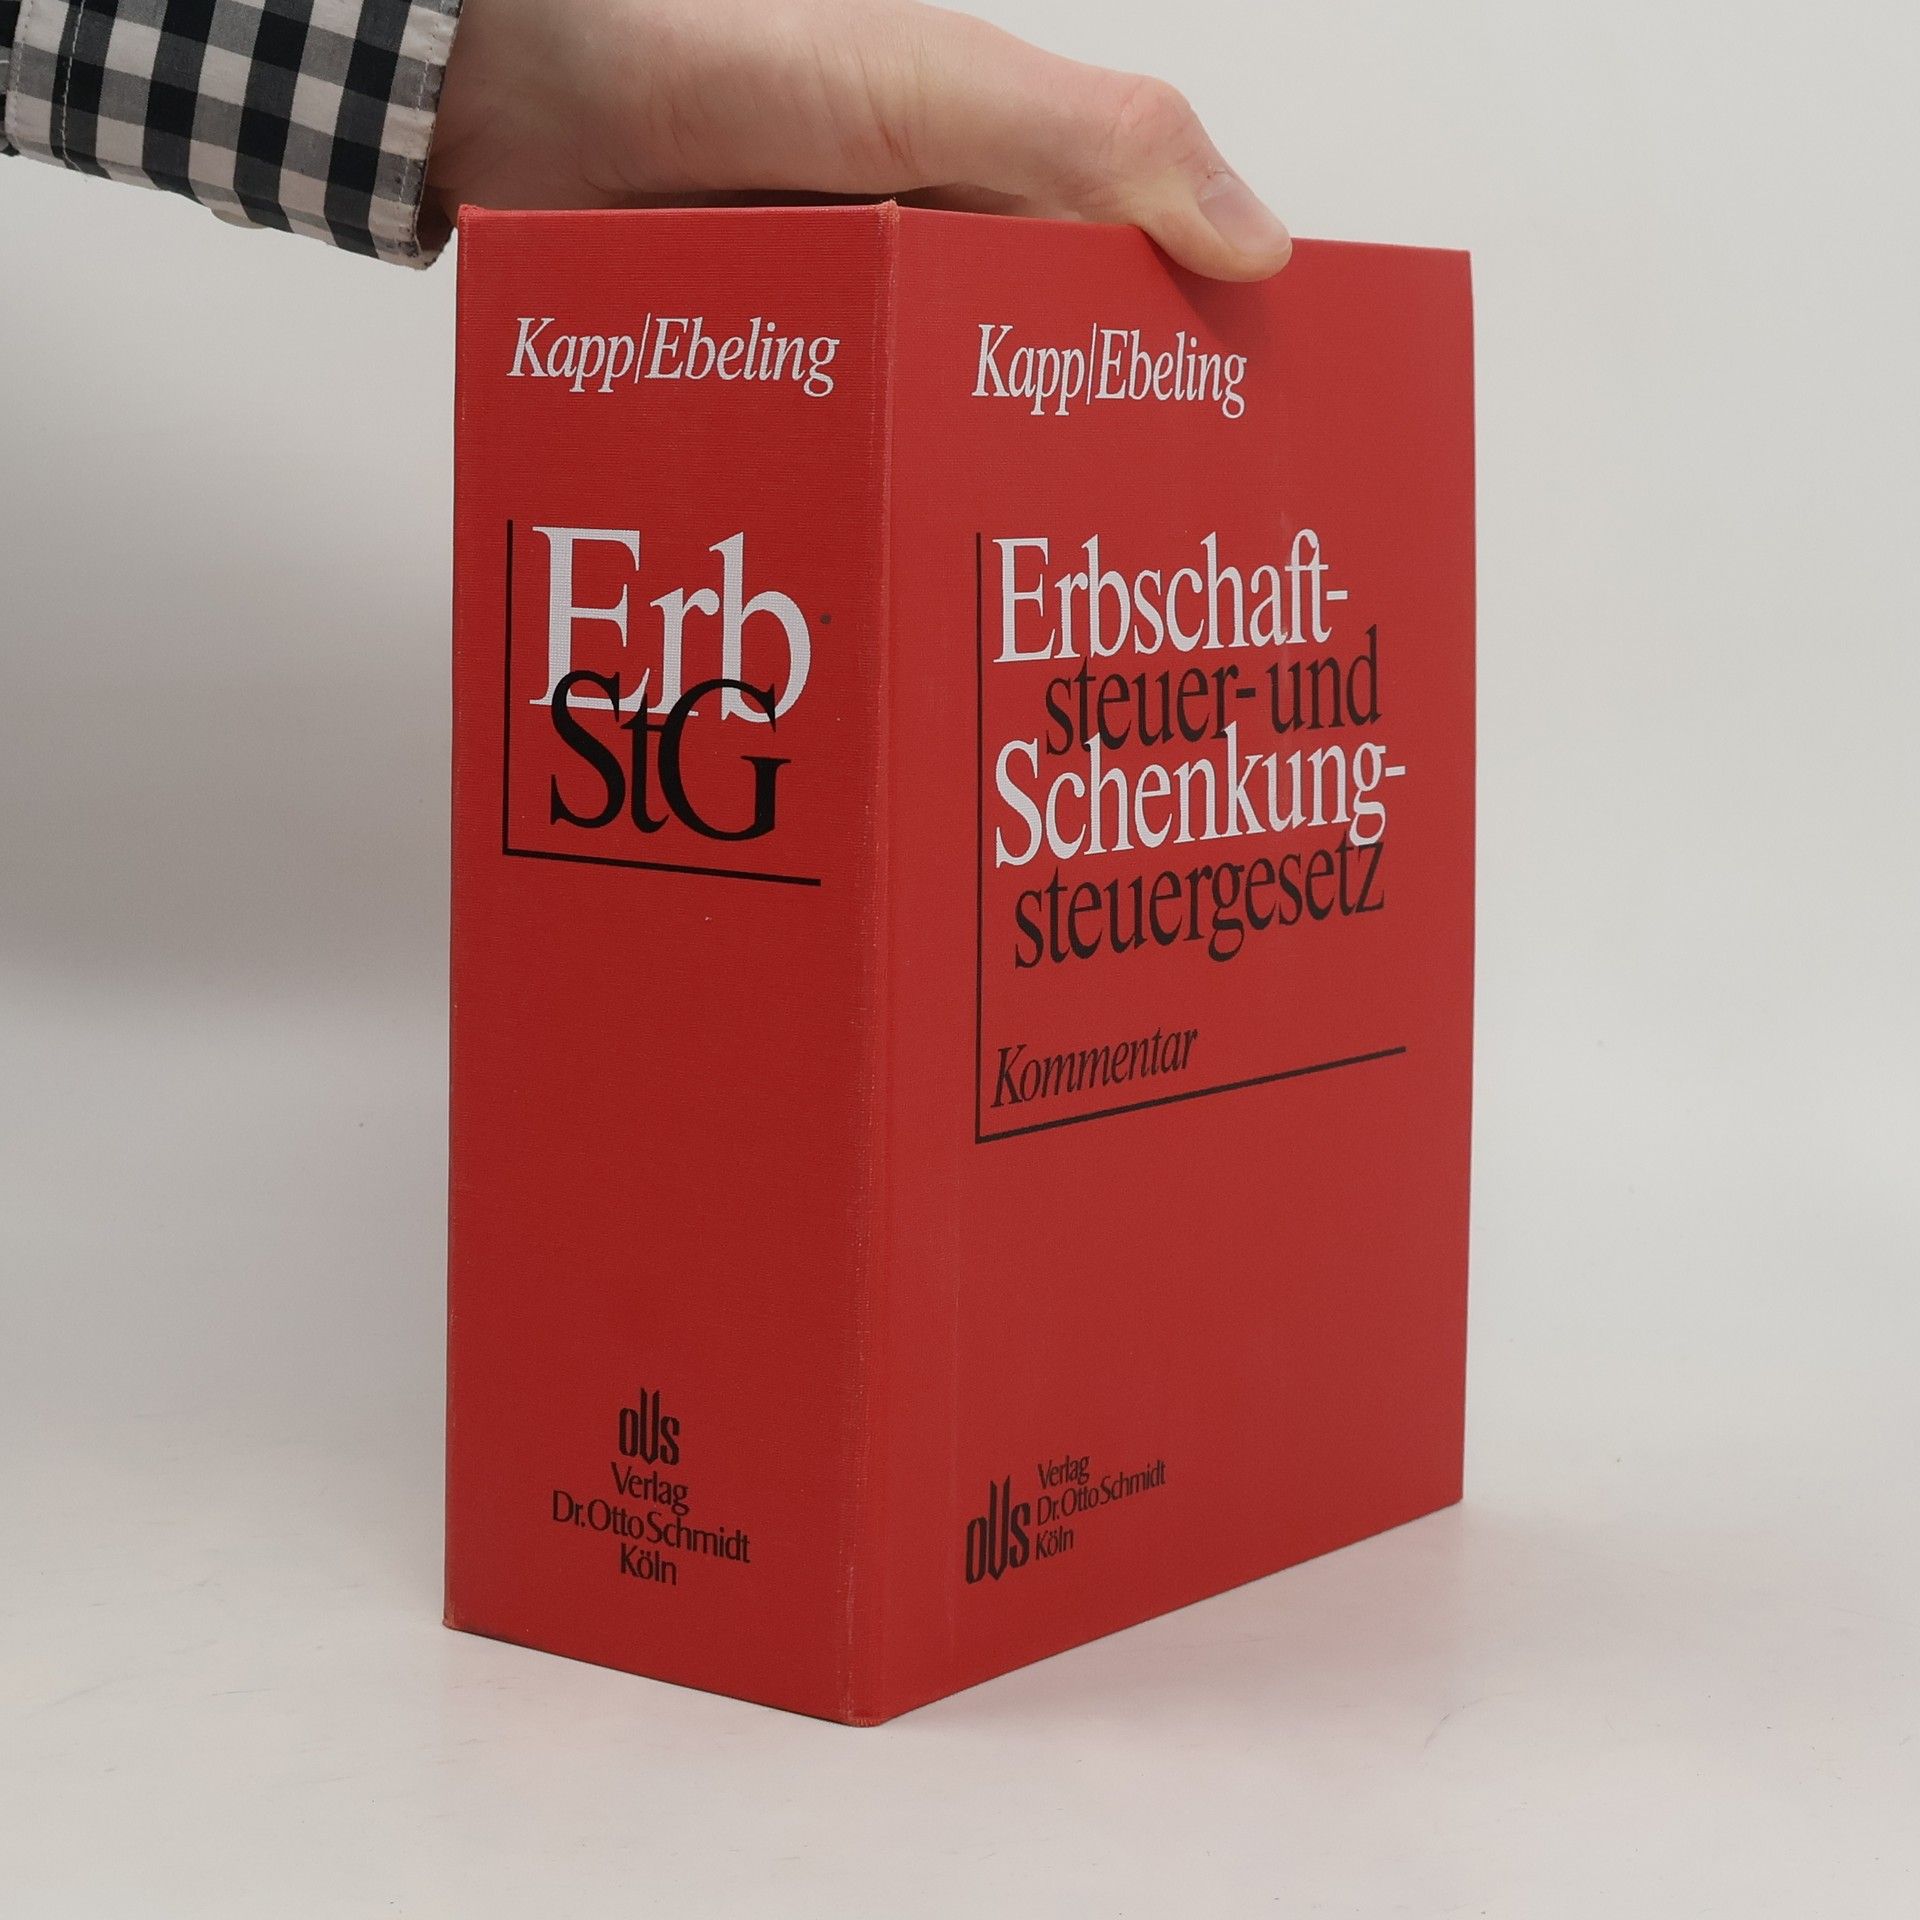 Kapp/Ebeling
Erb
StG
oVs
Verlag
Dr.Otto Schmidt
Köln
Kapp/Ebeling
Erbschaft-
steuer- und
Schenkung-
steuergesetz
Kommentar
oVs
Verlag
Dr.Otto Schmidt
Köln